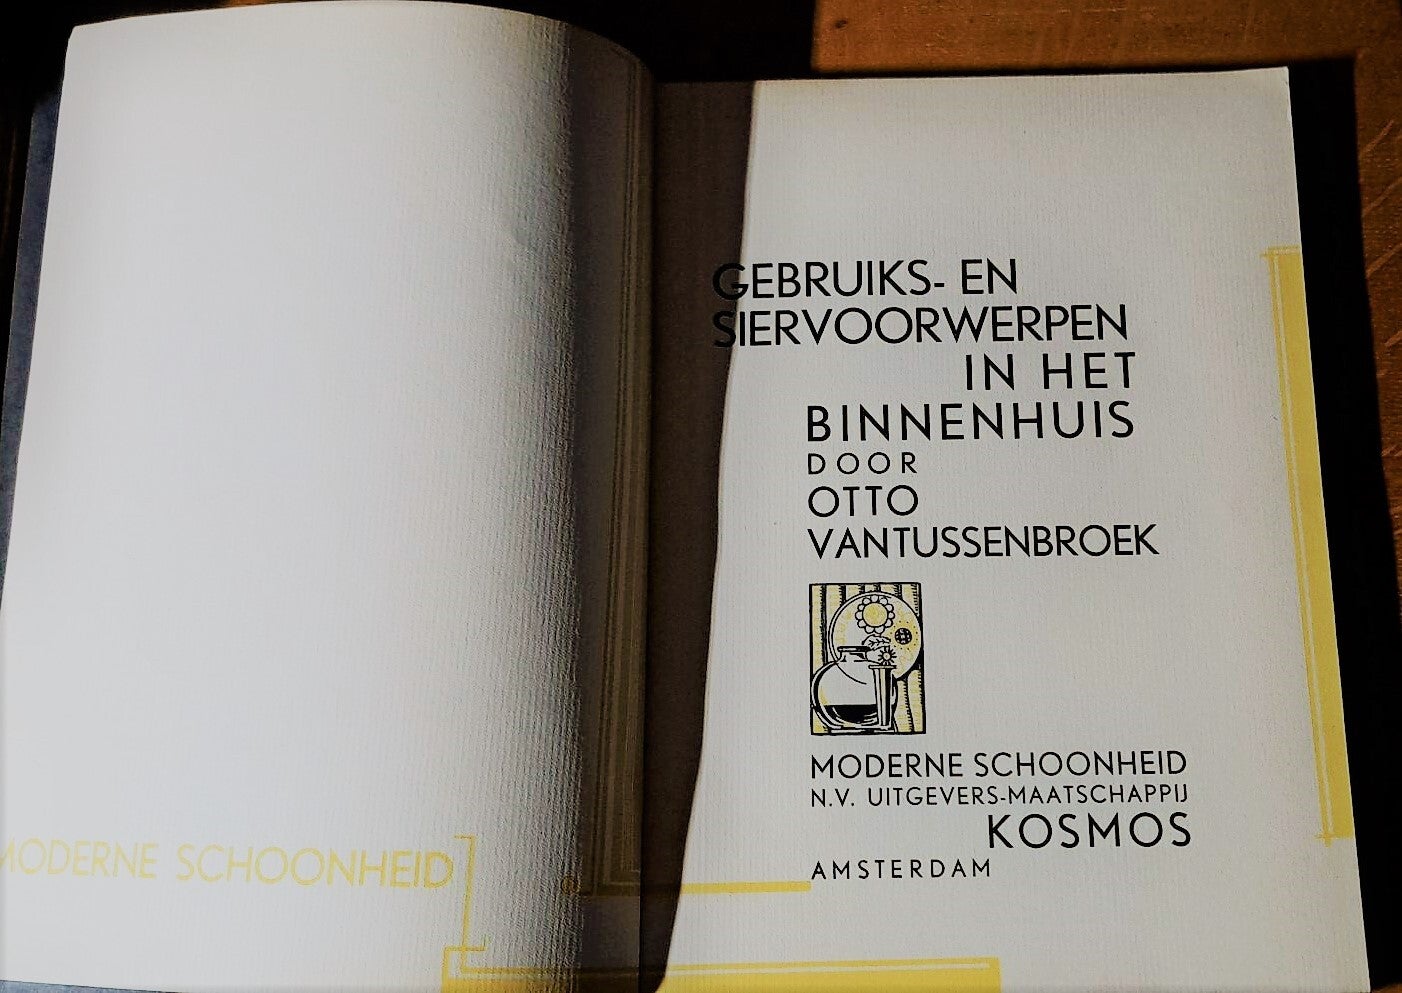 MODERNE SCHOONHEID
GEBRUIKS- EN
SIERVOORWERPEN
IN HET
BINNENHUIS
DOOR
OTTO
VANTUSSENBROEK
MODERNE SCHOONHEID
N.V. UITGEVERS-MAATSCHAPPIJ
KOSMOS
AMSTERDAM